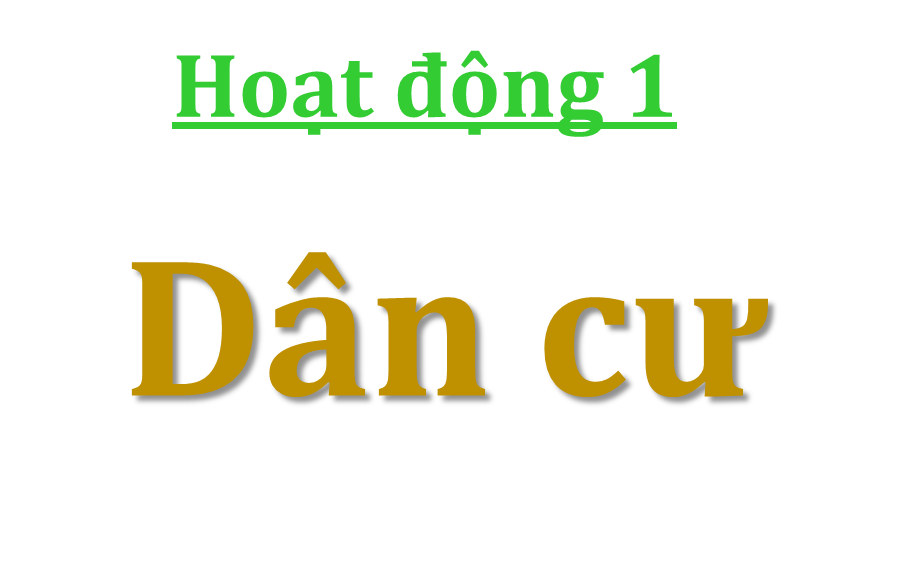 Hoạt động 1
Dân cư